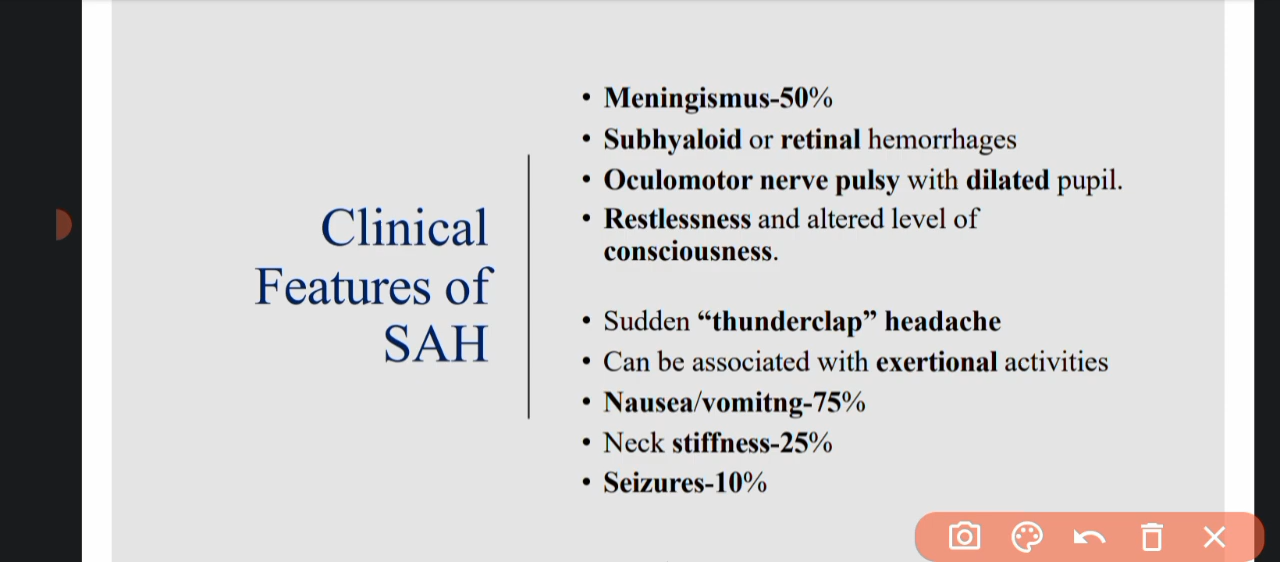 Clinical
Features of
SAH
• Meningismus-50%
• Subhyaloid or retinal hemorrhages
• Oculomotor nerve pulsy with dilated pupil.
• Restlessness and altered level of
consciousness.
• Sudden “thunderclap” headache
• Can be associated with exertional activities
• Nausea/vomitng-75%
• Neck stiffness-25%
• Seizures-10%